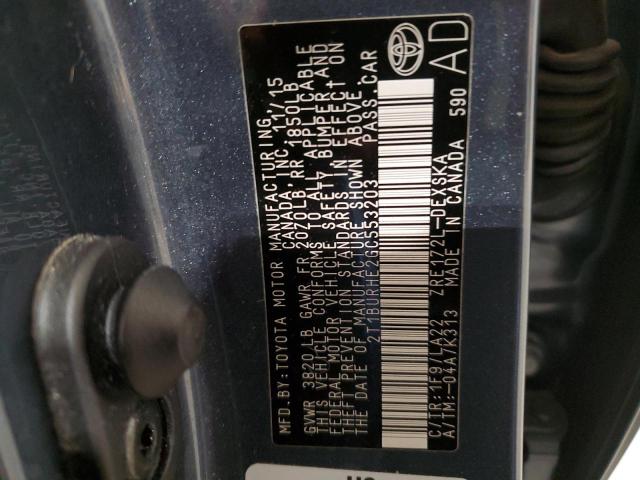 MFD.BY: TOYOTA MOTOR MANUFACTURING
CANADA, INC. 11/15
GVWR 3820 LB GAWR FR 2070LB, RR 1850LB
THIS VEHICLE CONFORMS TO ALL APPLICABLE
FEDERAL MOTOR VEHICLE SAFETY, BUMPER, AND
THEFT PREVENTION STANDARDS IN EFFECT ON
THE DATE OF MANUFACTURE SHOWN ABOVE.
2T1BURHE2GC553203 PASS.CAR
C/TR: 1F9/LA22 ZRE172L-DEXSKA
A/TM: -04A/K313 MADE IN CANADA 590
AD